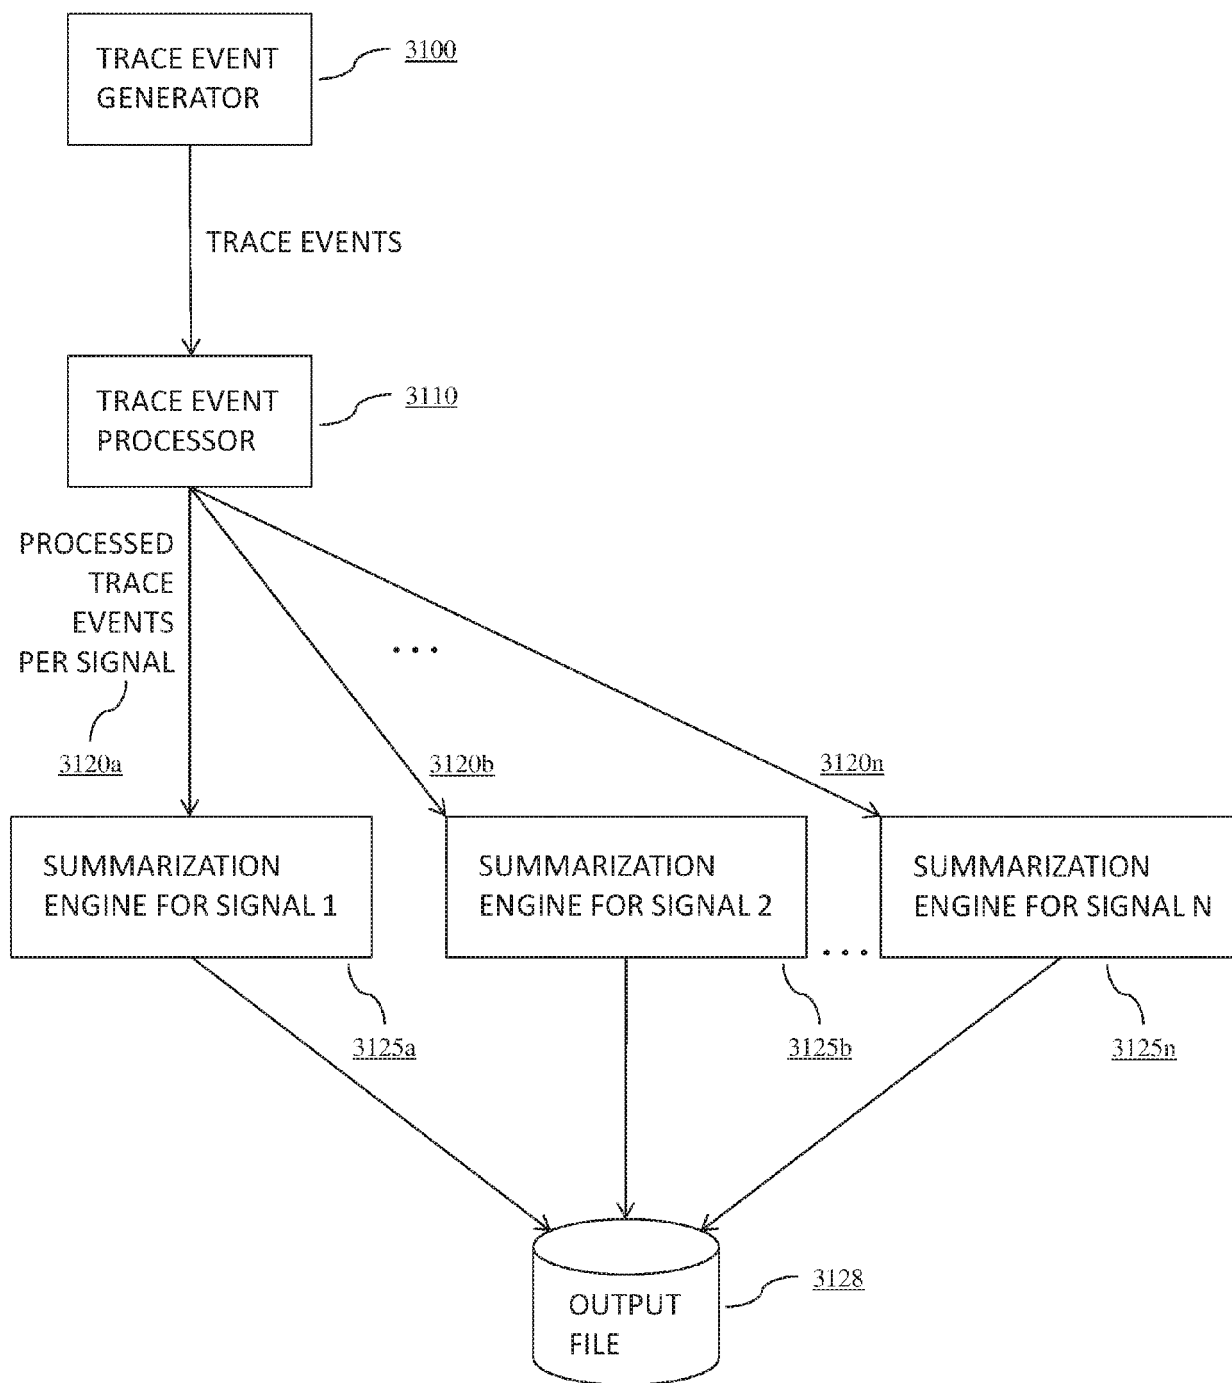 TRACE EVENT
GENERATOR
3100
TRACE EVENTS
TRACE EVENT
PROCESSOR
3110
PROCESSED
TRACE
EVENTS
PER SIGNAL
...
3120a
3120b
3120n
SUMMARIZATION
ENGINE FOR SIGNAL 1
SUMMARIZATION
ENGINE FOR SIGNAL 2
...
SUMMARIZATION
ENGINE FOR SIGNAL N
3125a
3125b
3125n
OUTPUT
FILE
3128